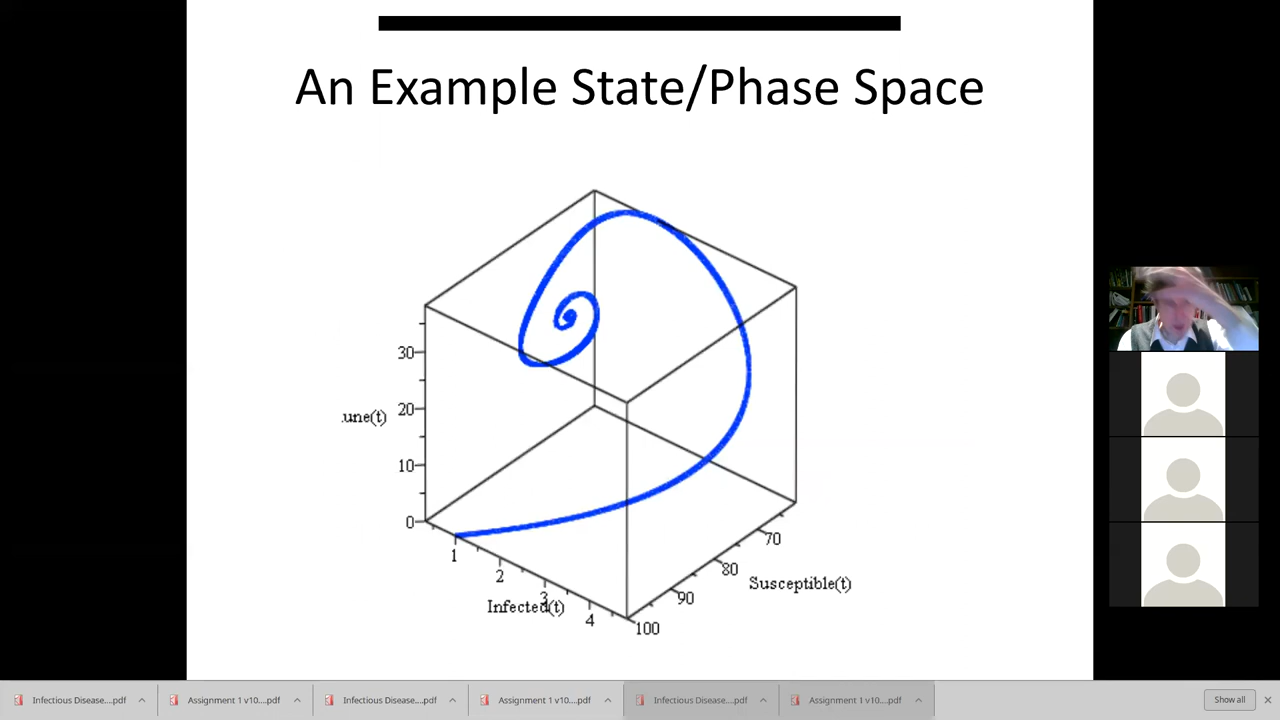 An Example State/Phase Space
30
20
.une(t)
10
0
1
2
3
4
Infected(t)
70
80
90
100
Susceptible(t)
Infectious Disease....pdf
Assignment 1 v10....pdf
Infectious Disease....pdf
Assignment 1 v10....pdf
Infectious Disease....pdf
Assignment 1 v10....pdf
Show all